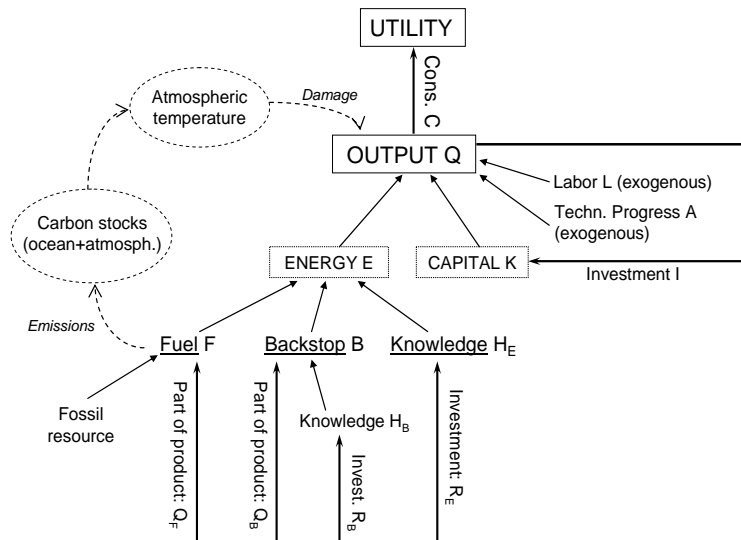 UTILITY
Cons. C
Atmospheric
temperature
Damage
OUTPUT Q
Labor L (exogenous)
Techn. Progress A
(exogenous)
Carbon stocks
(ocean+atmosph.)
ENERGY E
CAPITAL K
Investment I
Emissions
Fuel F
Backstop B
Knowledge H_E
Fossil
resource
Part of product: Q_F
Part of product: Q_B
Knowledge H_B
Invest. R_B
Investment: R_E